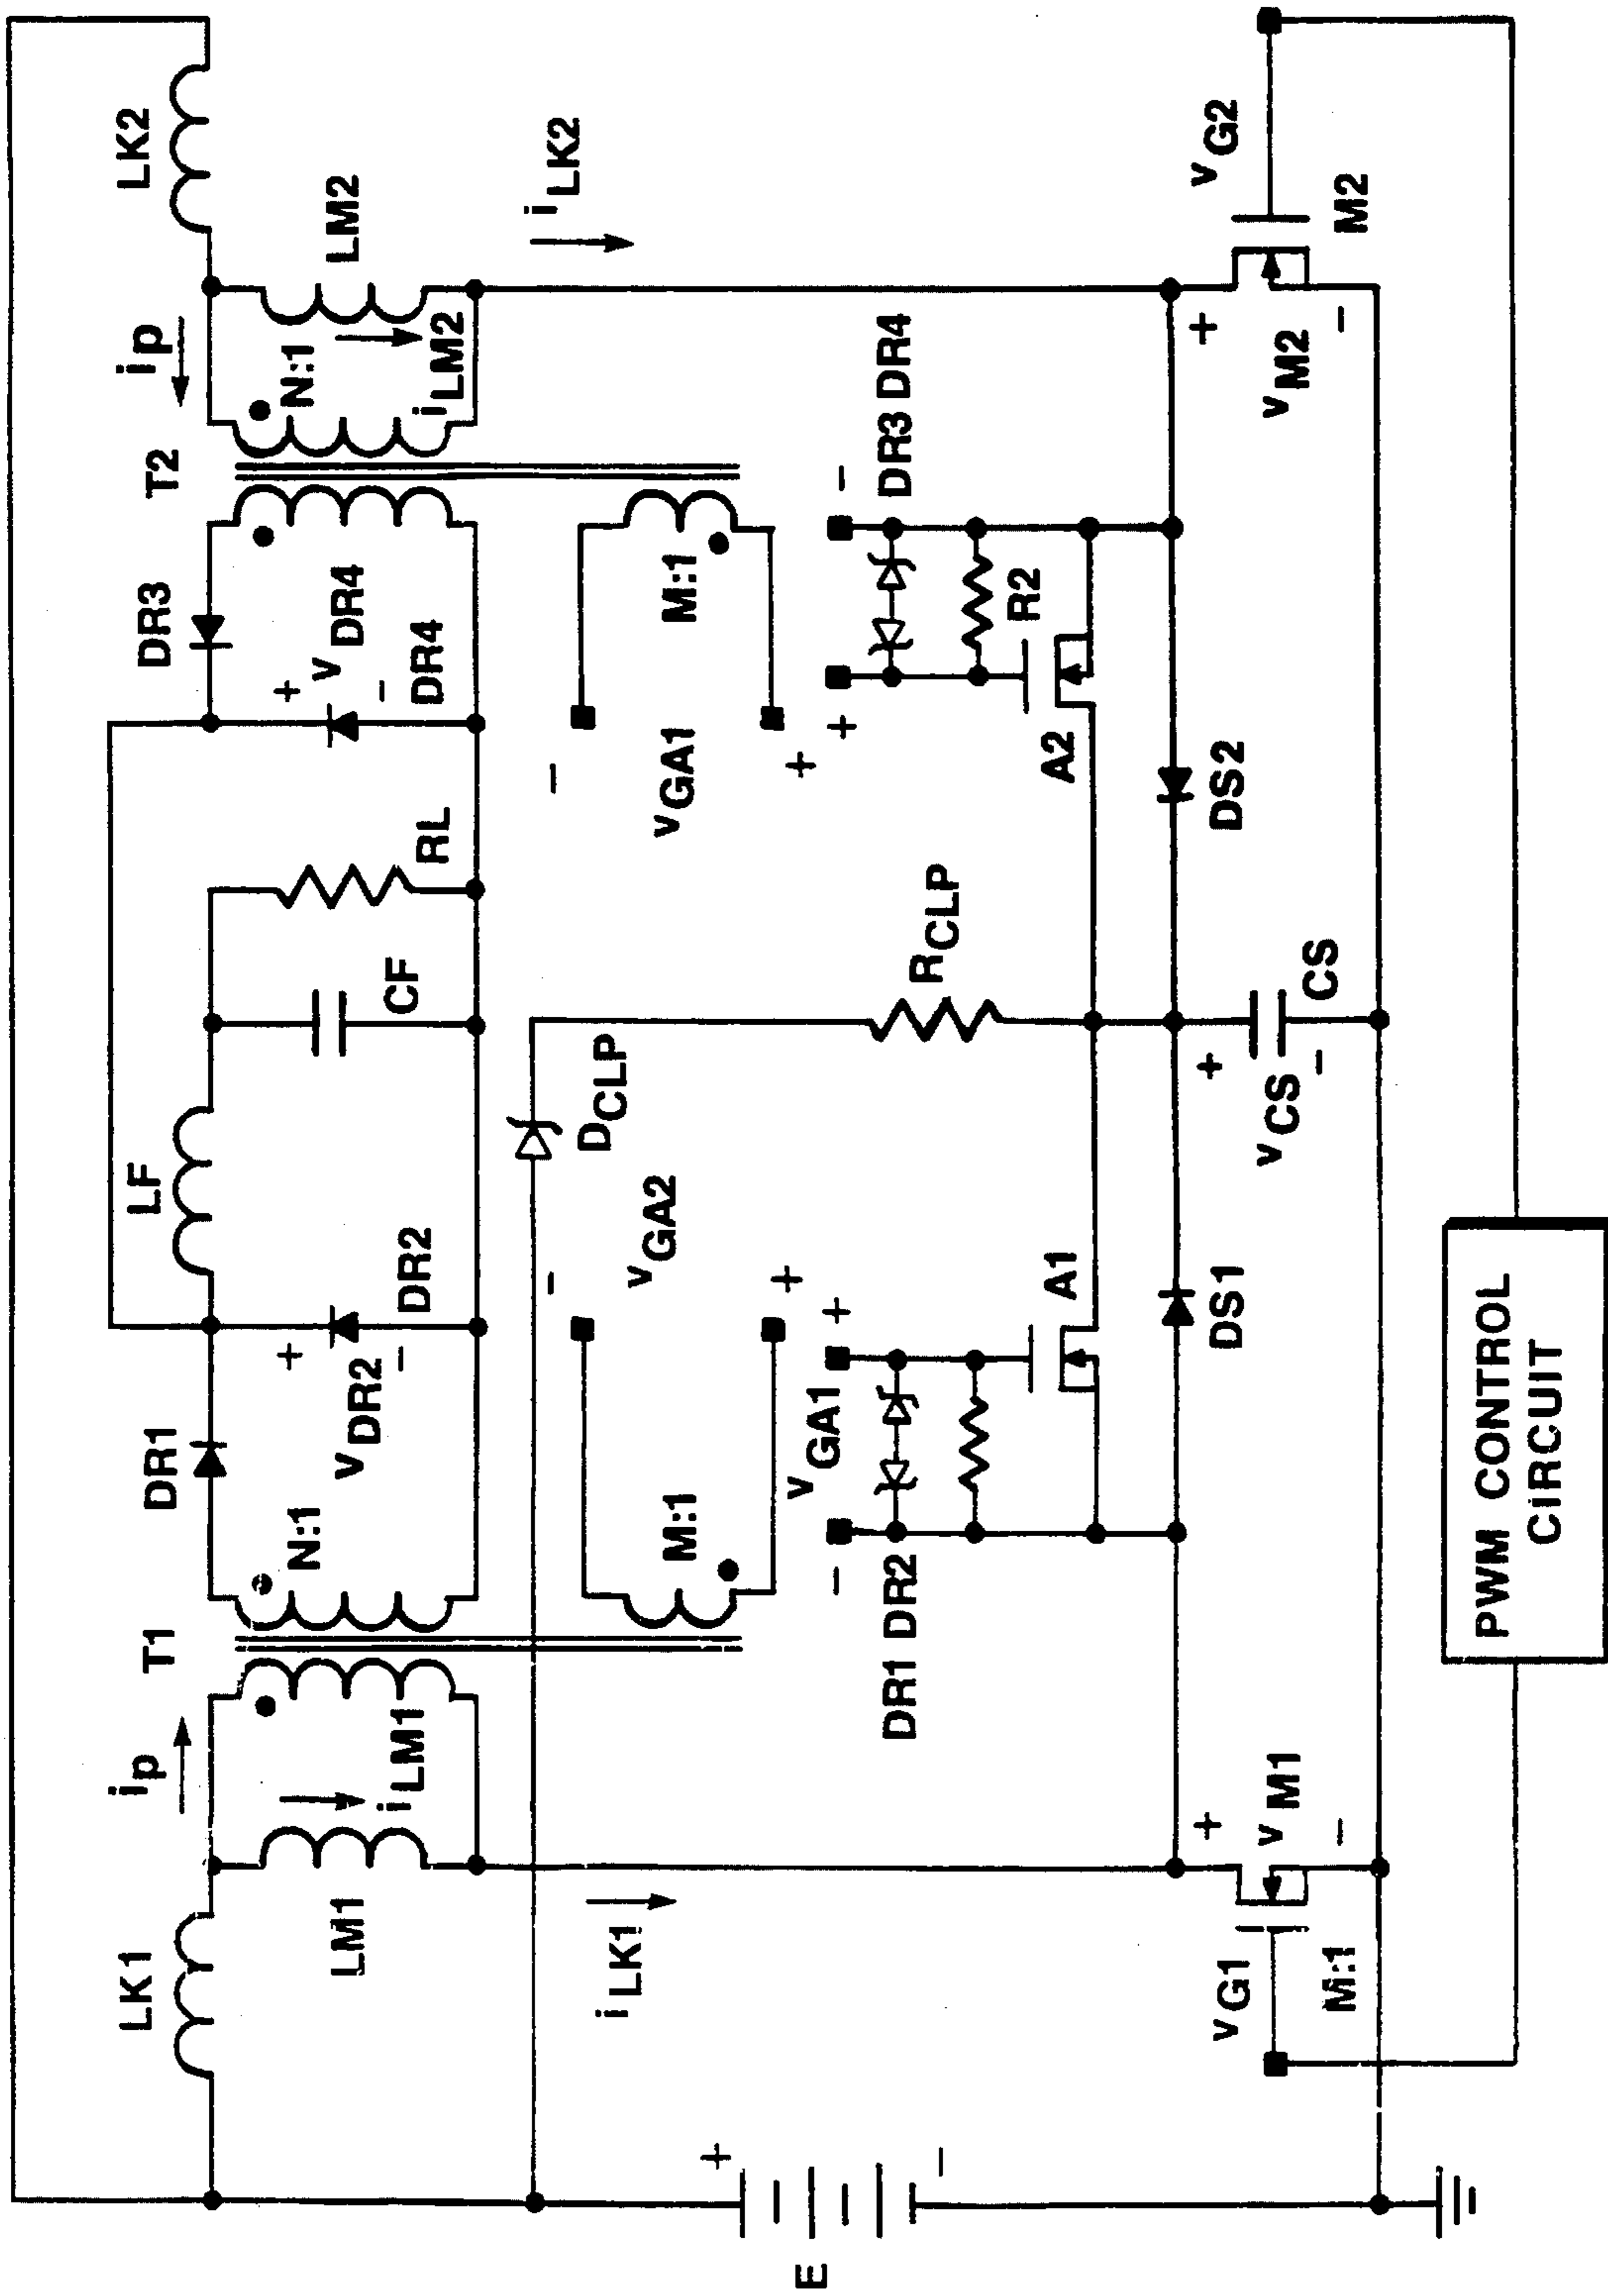 LK2
LM2
iLK2
ip
N:1
iLM2
T2
vG2
M2
vM2
+
−
DR3
DR4
+
vDR4
−
M:1
−
vGA1
+
−
DR3 DR4
+
R2
A2
DS2
RL
CF
RCLP
CS
+
vCS
−
DCLP
LF
DR2
+
vDR2
−
−
vGA2
+
DR1
N:1
M:1
T1
+
vGA1
−
DR1 DR2
A1
DS1
ip
iLM1
LM1
LK1
iLK1
+
vM1
−
vG1
M:1
+
E
−
PWM CONTROL
CIRCUIT